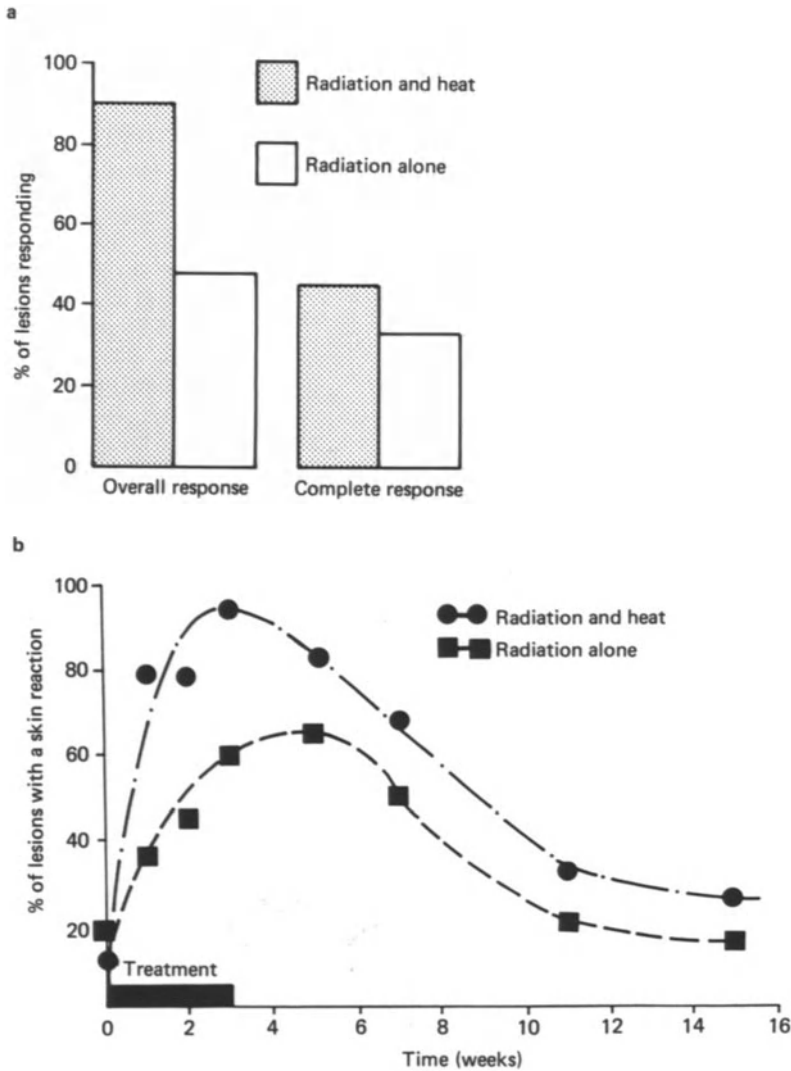 a
100
80
60
40
20
0
% of lesions responding
Radiation and heat
Radiation alone
Overall response
Complete response
b
100
80
60
40
20
% of lesions with a skin reaction
Radiation and heat
Radiation alone
Treatment
0 2 4 6 8 10 12 14 16
Time (weeks)